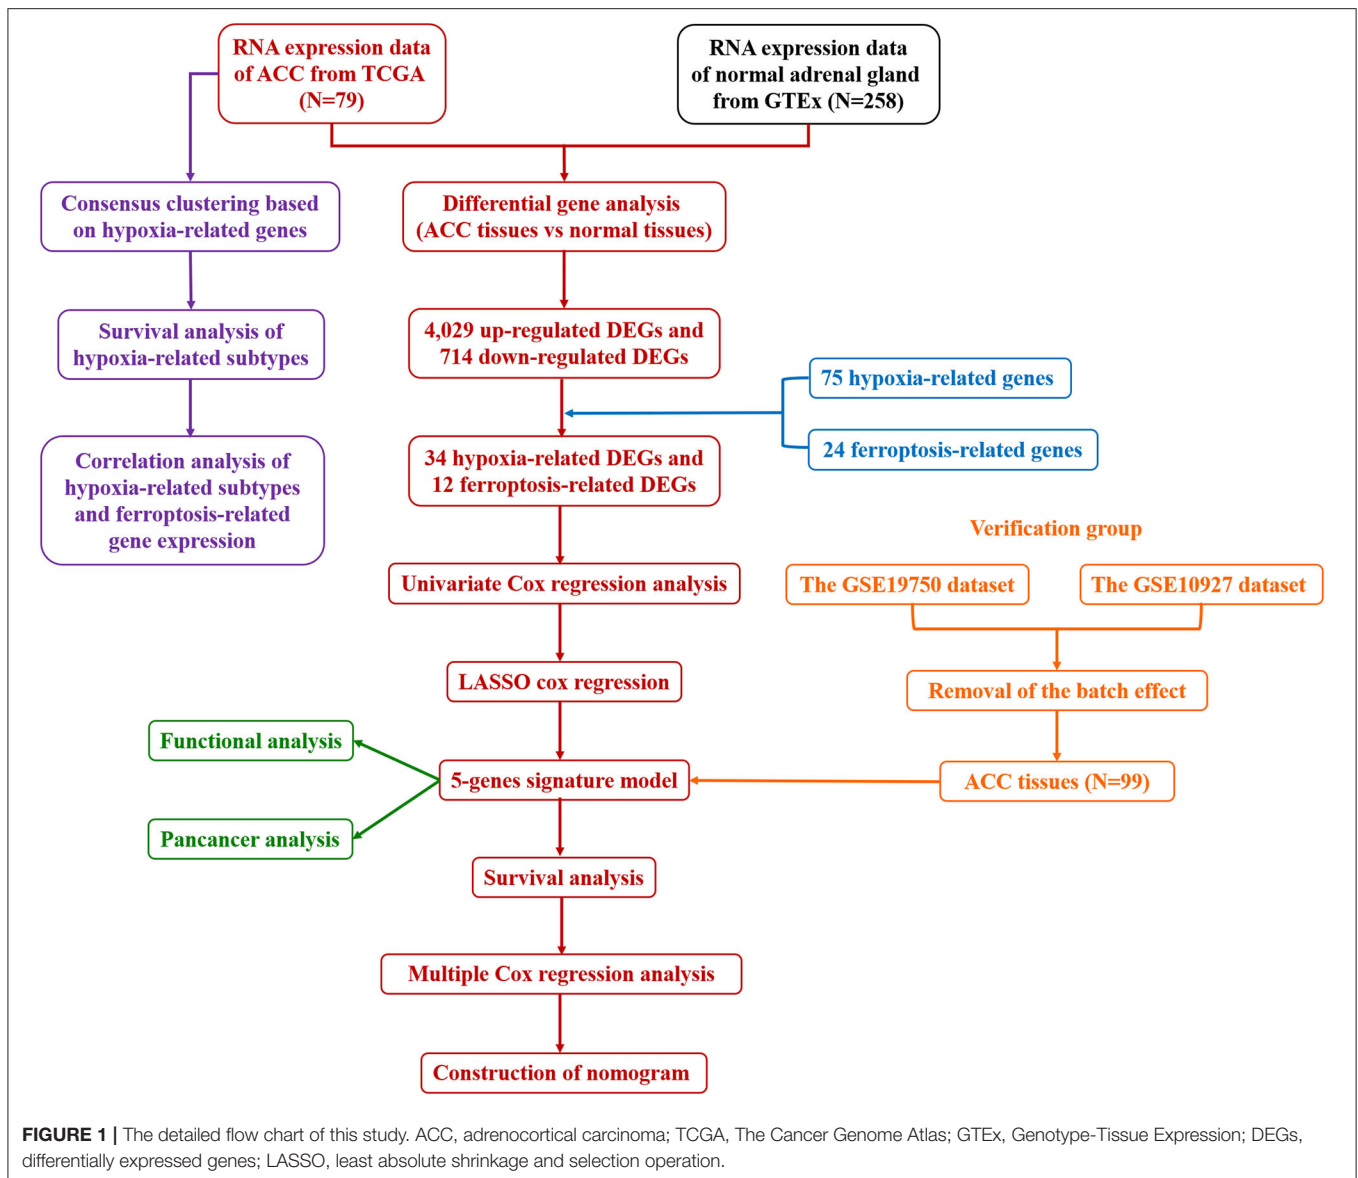 RNA expression data
of ACC from TCGA
(N=79)
RNA expression data
of normal adrenal gland
from GTEx (N=258)
Consensus clustering based
on hypoxia-related genes
Differential gene analysis
(ACC tissues vs normal tissues)
Survival analysis of
hypoxia-related subtypes
4,029 up-regulated DEGs and
714 down-regulated DEGs
75 hypoxia-related genes
24 ferroptosis-related genes
Correlation analysis of
hypoxia-related subtypes
and ferroptosis-related
gene expression
34 hypoxia-related DEGs and
12 ferroptosis-related DEGs
Verification group
Univariate Cox regression analysis
The GSE19750 dataset
The GSE10927 dataset
LASSO cox regression
Removal of the batch effect
Functional analysis
5-genes signature model
ACC tissues (N=99)
Pancancer analysis
Survival analysis
Multiple Cox regression analysis
Construction of nomogram
FIGURE 1 | The detailed flow chart of this study. ACC, adrenocortical carcinoma; TCGA, The Cancer Genome Atlas; GTEx, Genotype-Tissue Expression; DEGs,
differentially expressed genes; LASSO, least absolute shrinkage and selection operation.